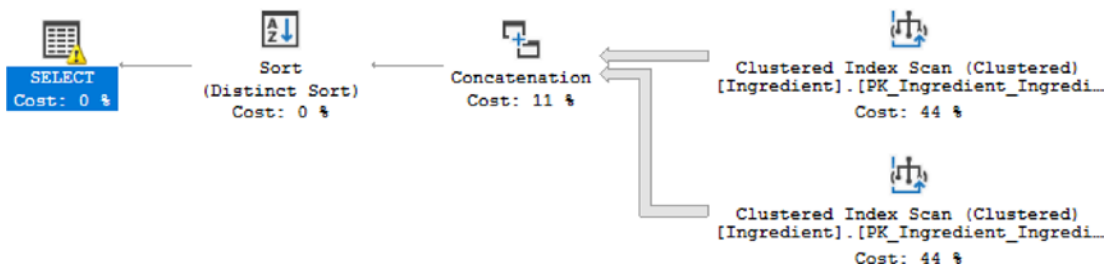 SELECT
Cost: 0 %
Sort
(Distinct Sort)
Cost: 0 %
Concatenation
Cost: 11 %
Clustered Index Scan (Clustered)
[Ingredient].[PK_Ingredient_Ingredi…
Cost: 44 %
Clustered Index Scan (Clustered)
[Ingredient].[PK_Ingredient_Ingredi…
Cost: 44 %